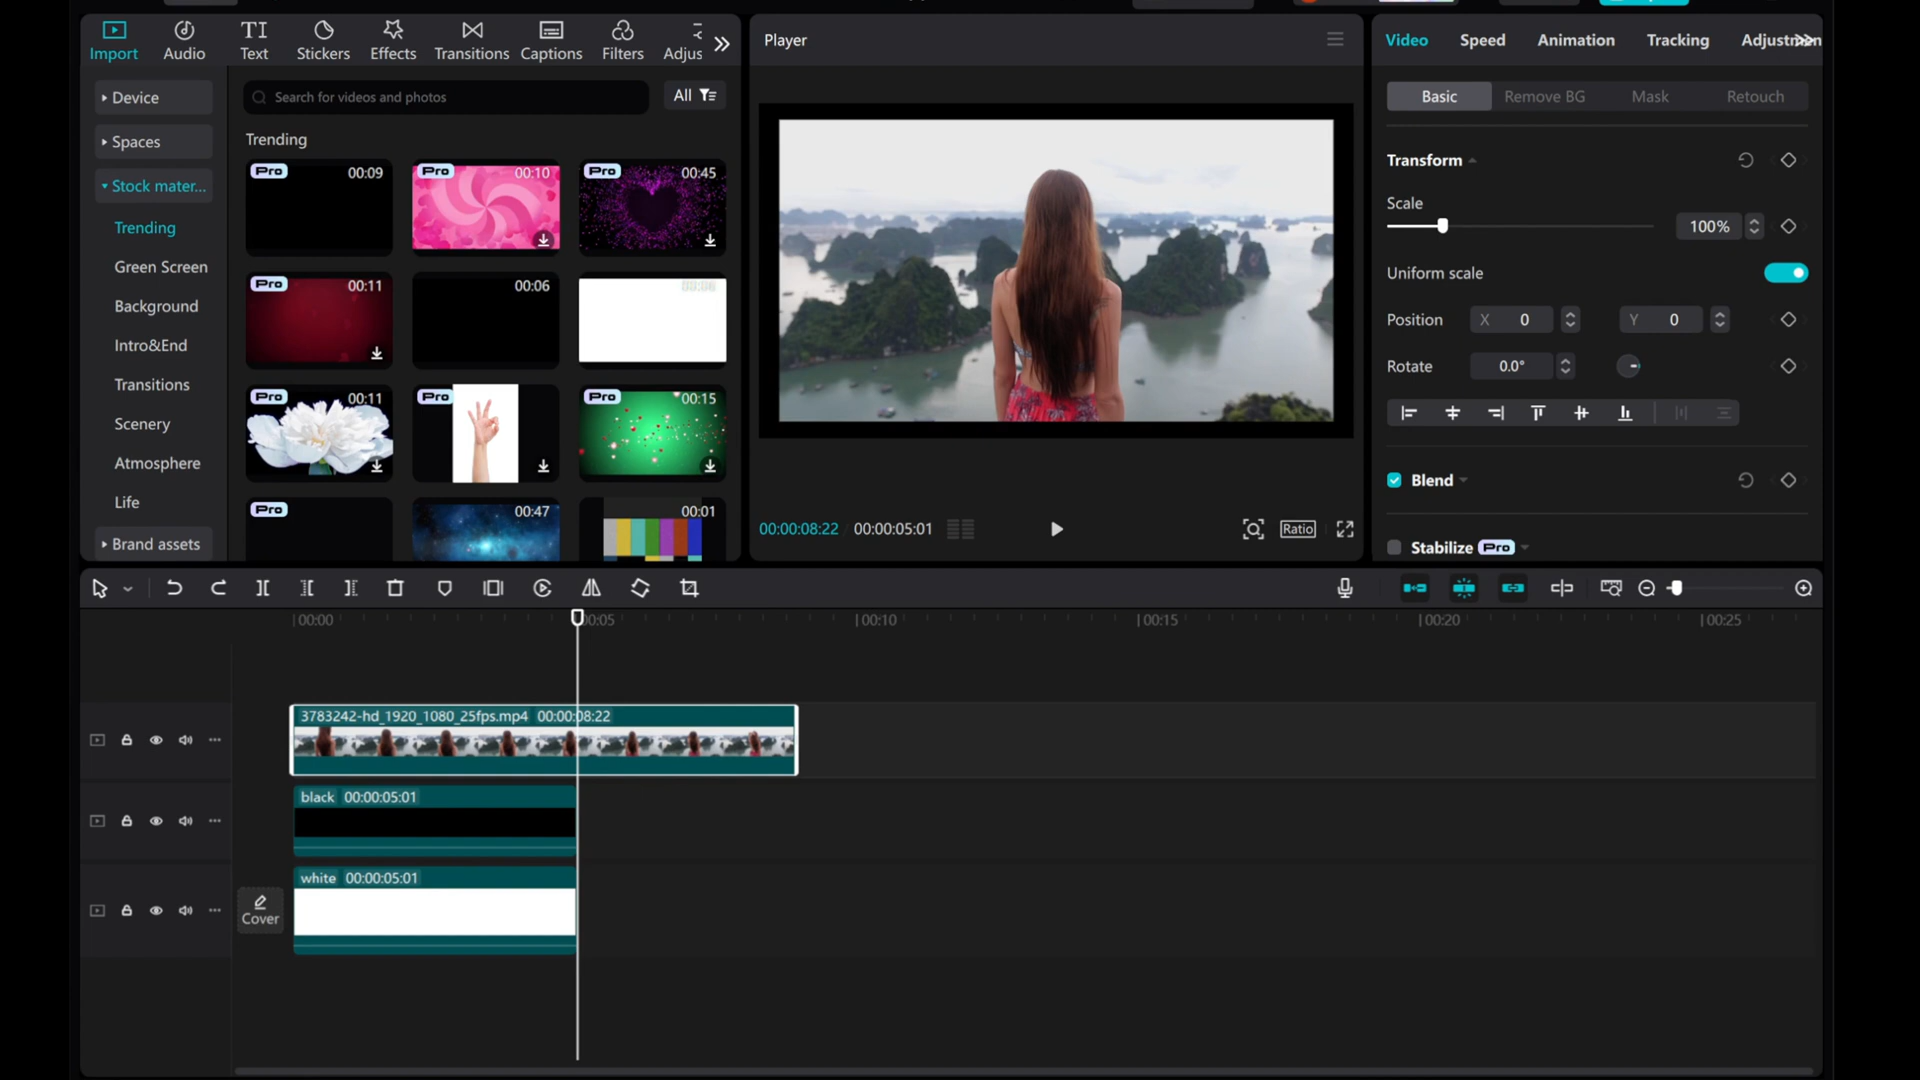 Import Audio Text Stickers Effects Transitions Captions Filters Adjus
Device
Spaces
Stock mater...
Trending
Green Screen
Background
Intro&End
Transitions
Scenery
Atmosphere
Life
Brand assets
Search for videos and photos
All
Trending
Pro 00:09
Pro 00:10
Pro 00:45
Pro 00:11
00:06
00:06
Pro 00:11
Pro
Pro 00:15
Pro
00:47
00:01
Player
00:00:08:22 / 00:00:05:01
Ratio
Video Speed Animation Tracking Adjustmen
Basic Remove BG Mask Retouch
Transform
Scale
100%
Uniform scale
Position X 0 Y 0
Rotate 0.0°
Blend
Stabilize Pro
00:00 00:05 00:10 00:15 00:20 00:25
3783242-hd_1920_1080_25fps.mp4 00:00:08:22
black 00:00:05:01
white 00:00:05:01
Cover